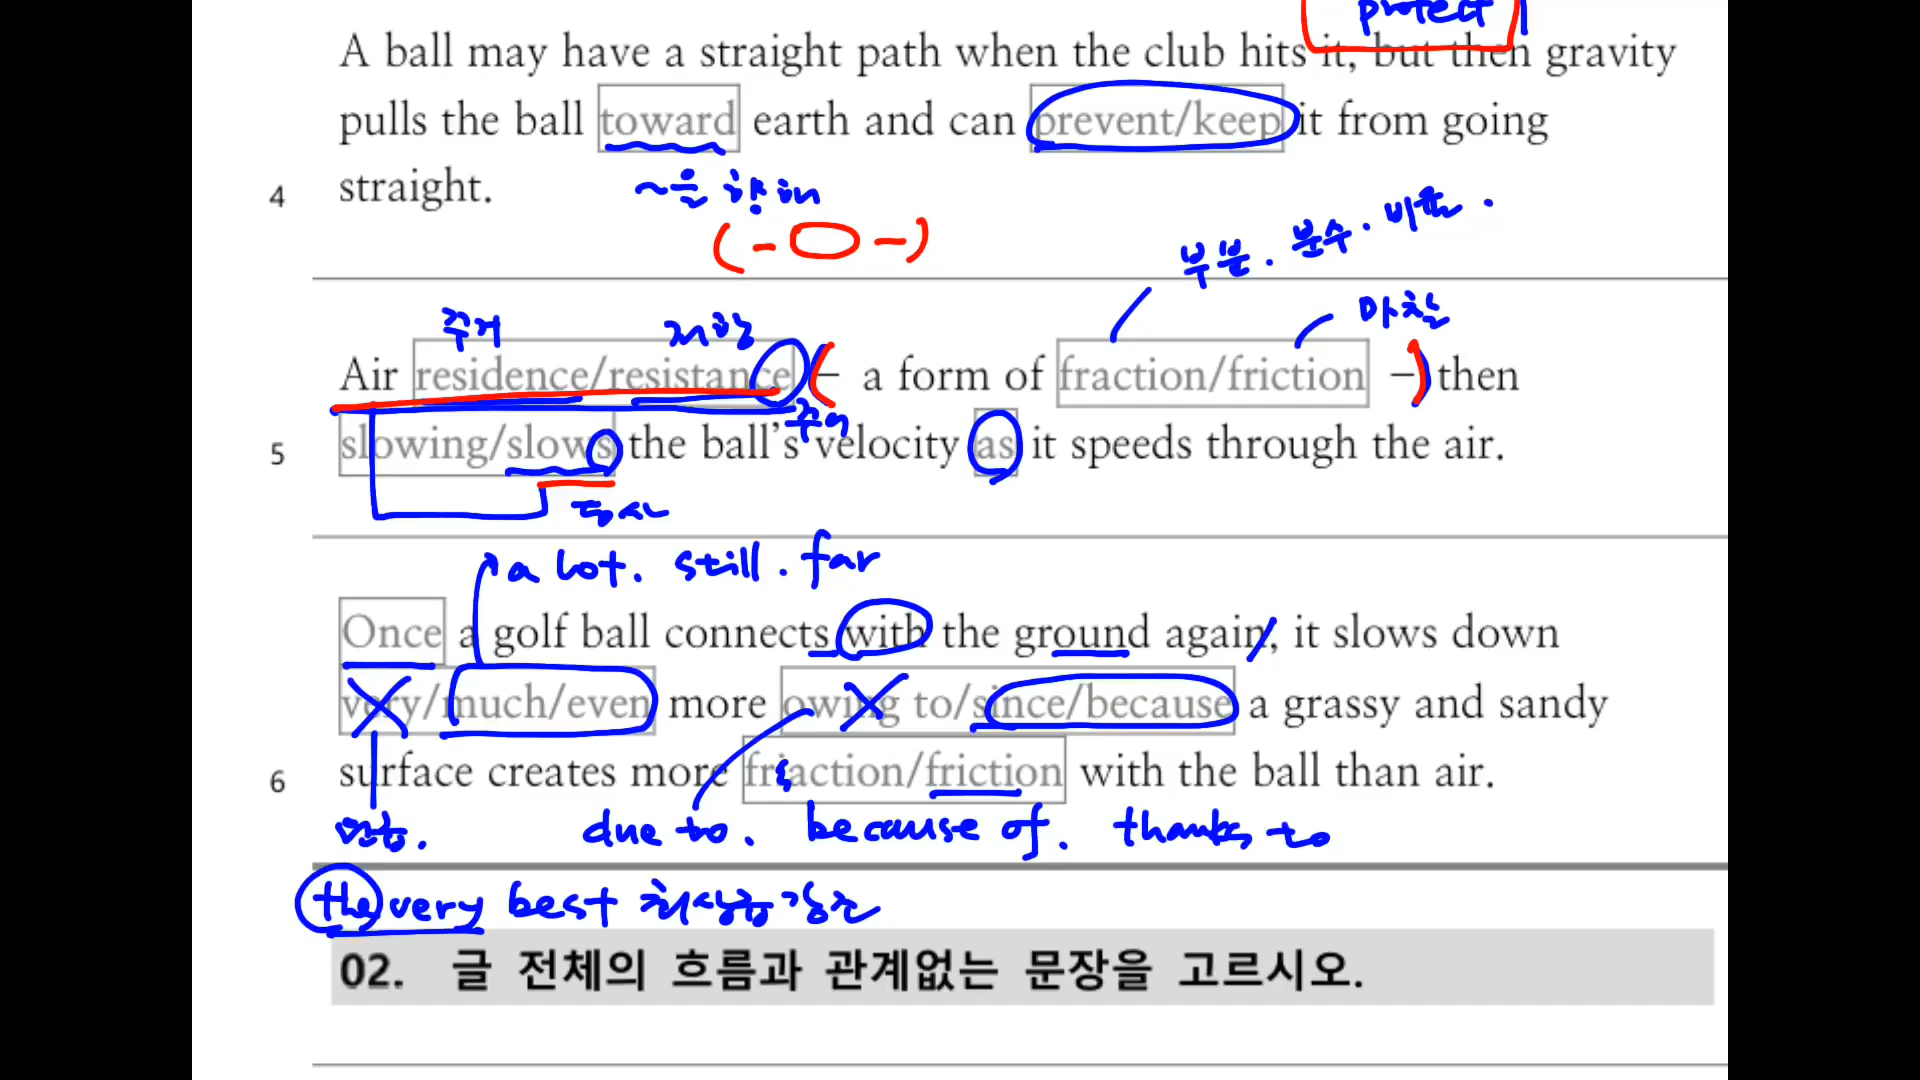 protect
A ball may have a straight path when the club hits it, but then gravity
pulls the ball toward earth and can prevent/keep it from going
4 straight.
~을 향해
(-O-)
부분. 분수. 비율.
주거 저항 마찰
Air residence/resistance – a form of fraction/friction – then
주어
5 slowing/slows the ball's velocity as it speeds through the air.
동사
a lot. still. far
Once a golf ball connects with the ground again, it slows down
very/much/even more owing to/since/because a grassy and sandy
6 surface creates more friaction/friction with the ball than air.
due to. because of. thanks to
the very best 최상급 강조
02. 글 전체의 흐름과 관계없는 문장을 고르시오.